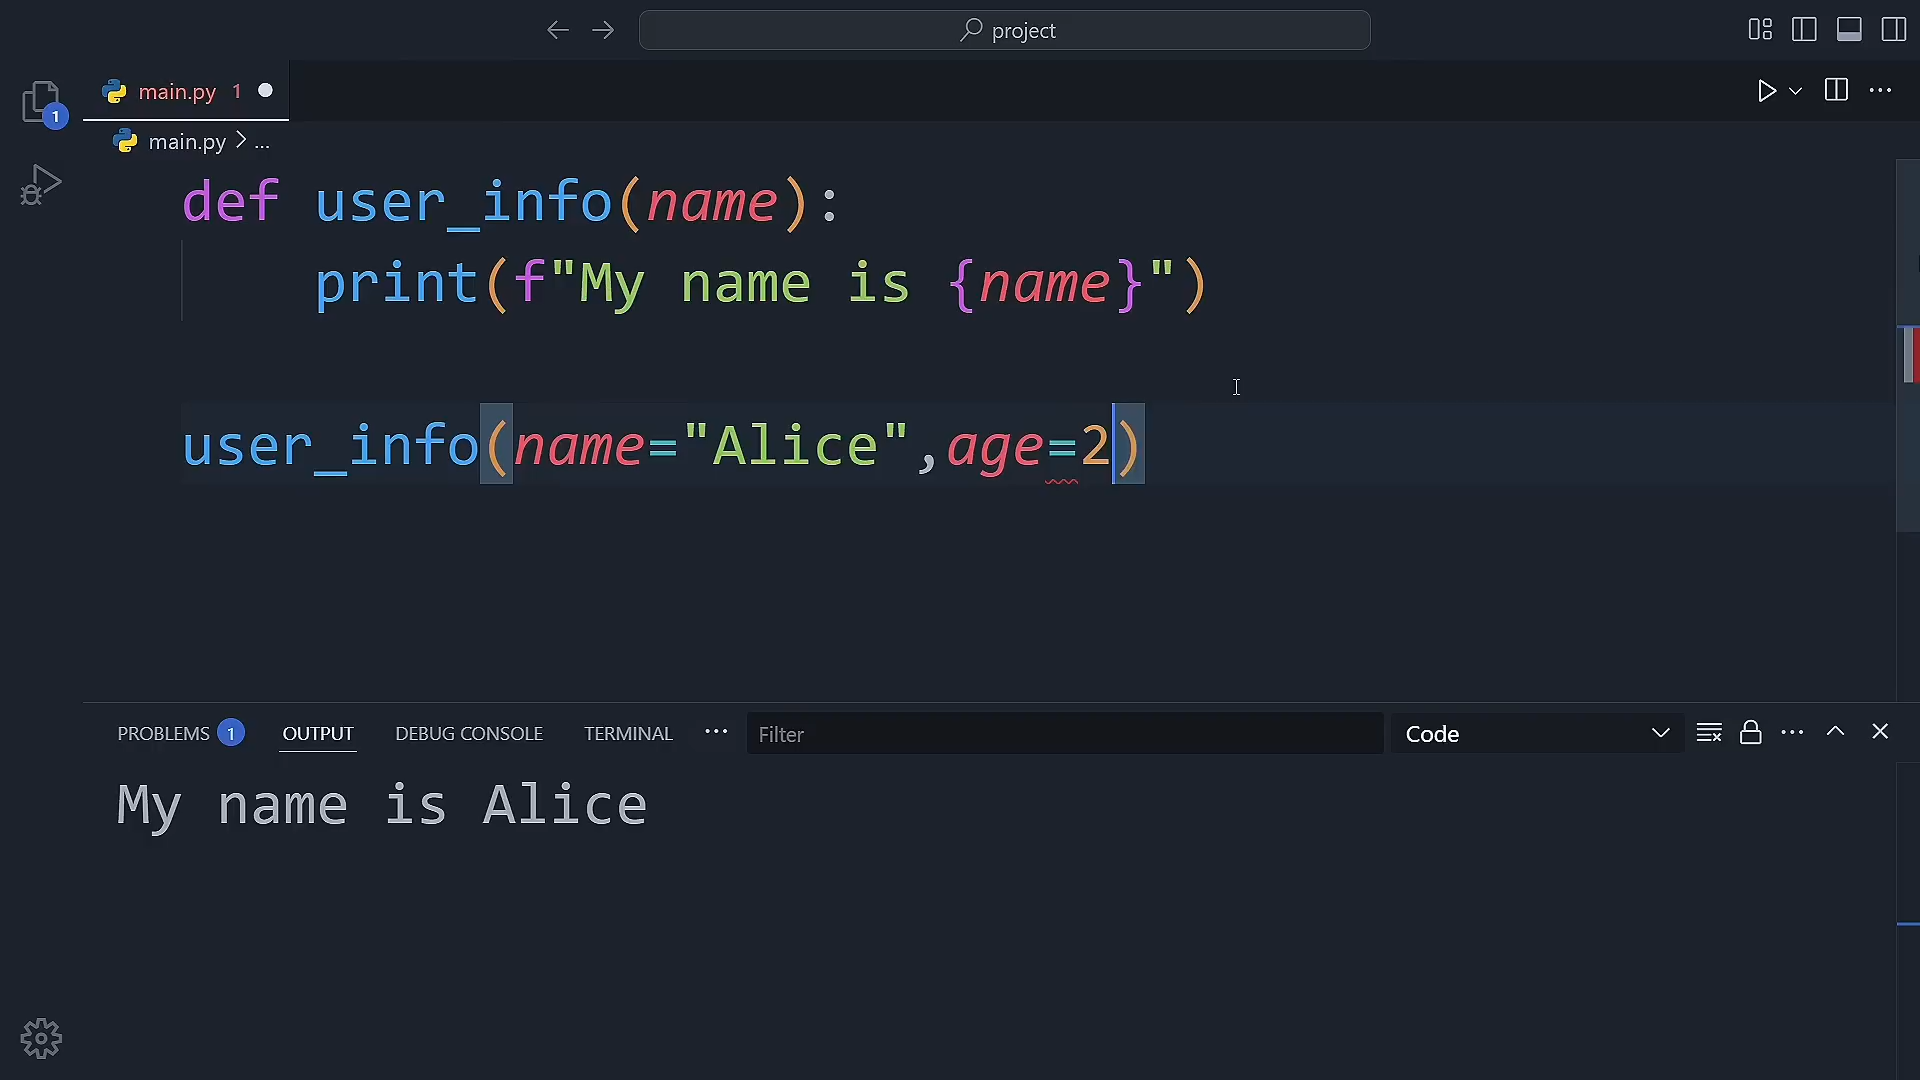 project
main.py 1
1
main.py > ...
def user_info(name):
print(f"My name is {name}")
user_info(name="Alice",age=2)
PROBLEMS 1 OUTPUT DEBUG CONSOLE TERMINAL ... Filter Code
My name is Alice